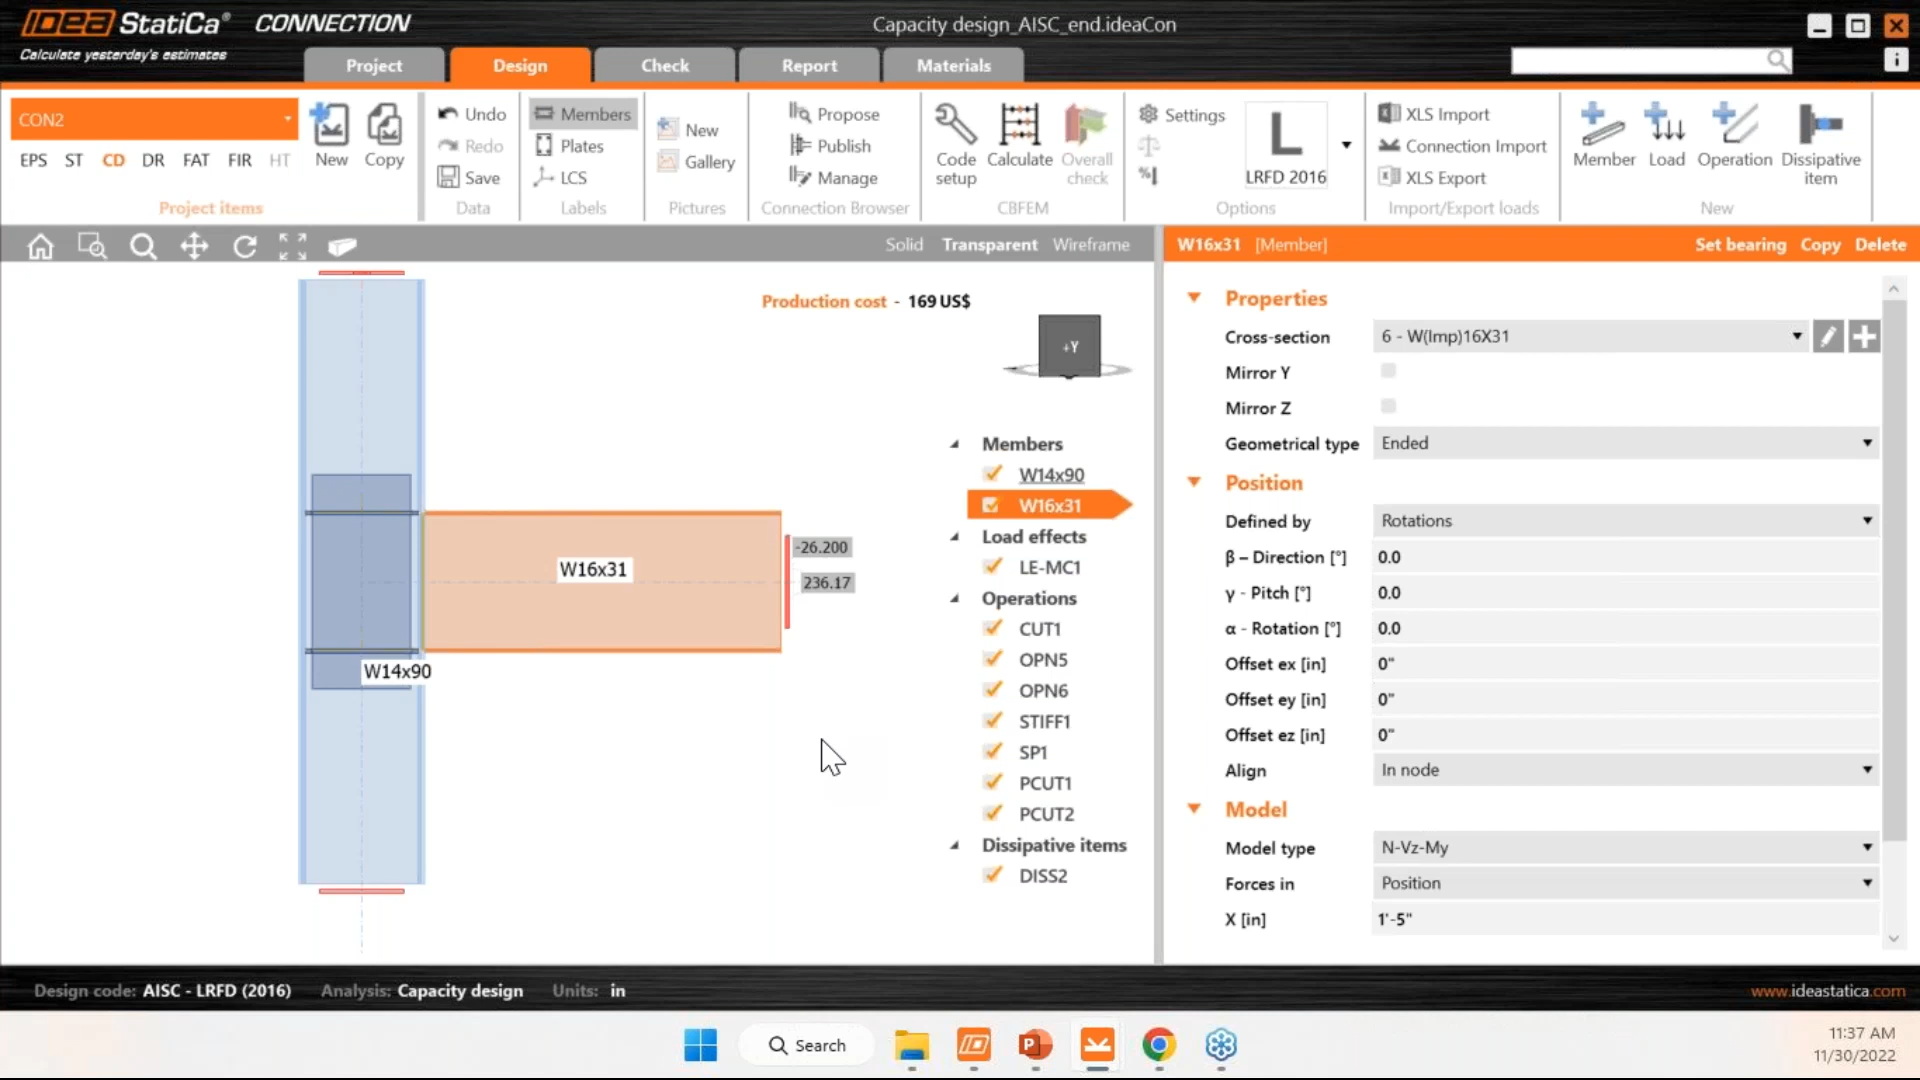 IDEA StatiCa® CONNECTION
Calculate yesterday's estimates
Capacity design_AISC_end.ideaCon
Project
Design
Check
Report
Materials
CON2
EPS ST CD DR FAT FIR HT
New
Copy
Project items
Undo
Redo
Save
Data
Members
Plates
LCS
Labels
New
Gallery
Pictures
Propose
Publish
Manage
Connection Browser
Code setup
Calculate
Overall check
CBFEM
Settings
LRFD 2016
Options
XLS Import
Connection Import
XLS Export
Import/Export loads
Member
Load
Operation
Dissipative item
New
Solid Transparent Wireframe
W16x31 [Member]
Set bearing Copy Delete
Production cost - 169 US$
+Y
W16x31
-26.200
236.17
W14x90
Members
W14x90
W16x31
Load effects
LE-MC1
Operations
CUT1
OPN5
OPN6
STIFF1
SP1
PCUT1
PCUT2
Dissipative items
DISS2
Properties
Cross-section 6 - W(Imp)16X31
Mirror Y
Mirror Z
Geometrical type Ended
Position
Defined by Rotations
β – Direction [°] 0.0
γ - Pitch [°] 0.0
α - Rotation [°] 0.0
Offset ex [in] 0"
Offset ey [in] 0"
Offset ez [in] 0"
Align In node
Model
Model type N-Vz-My
Forces in Position
X [in] 1'-5"
Design code: AISC - LRFD (2016) Analysis: Capacity design Units: in
www.ideastatica.com
Search
11:37 AM
11/30/2022